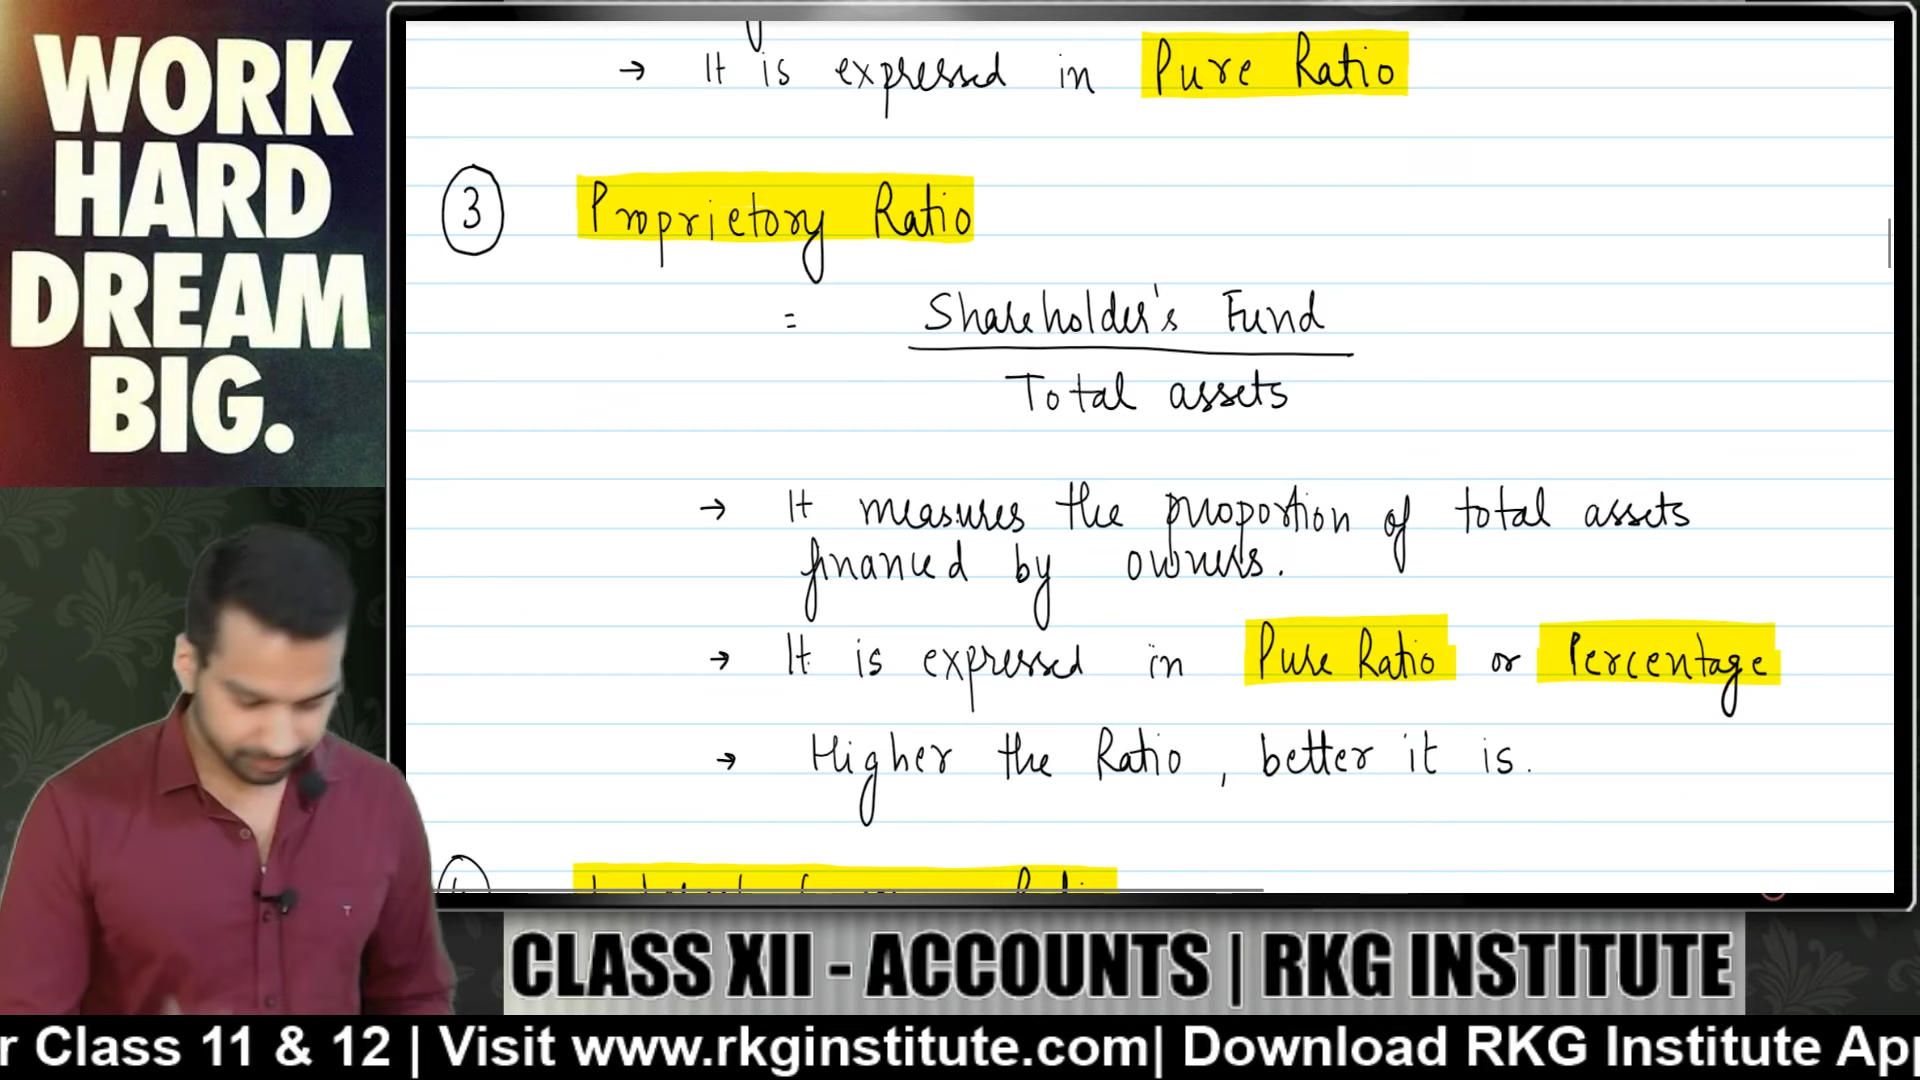 WORK
HARD
DREAM
BIG.
→ It is expressed in Pure Ratio
3 Proprietory Ratio
= Shareholder's Fund
Total assets
→ It measures the proportion of total assets
financed by owners.
→ It is expressed in Pure Ratio or Percentage
→ Higher the Ratio, better it is.
CLASS XII - ACCOUNTS | RKG INSTITUTE
r Class 11 & 12 | Visit www.rkginstitute.com| Download RKG Institute Ap